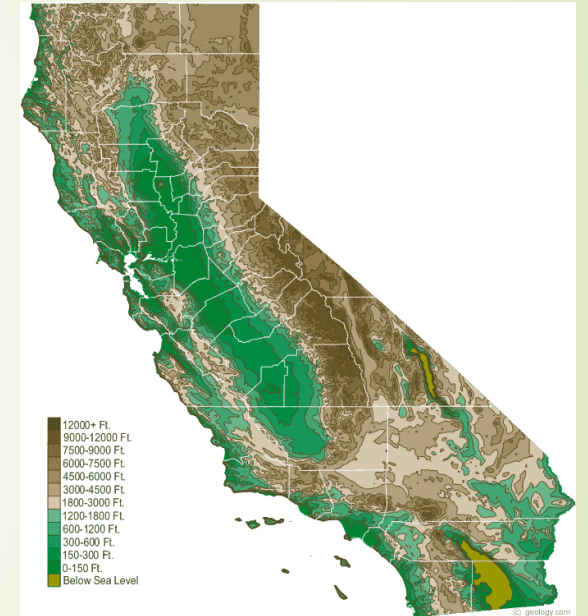 12000+ Ft.
9000-12000 Ft.
7500-9000 Ft.
6000-7500 Ft.
4500-6000 Ft.
3000-4500 Ft.
1800-3000 Ft.
1200-1800 Ft.
600-1200 Ft.
300-600 Ft.
150-300 Ft.
0-150 Ft.
Below Sea Level
© geology.com